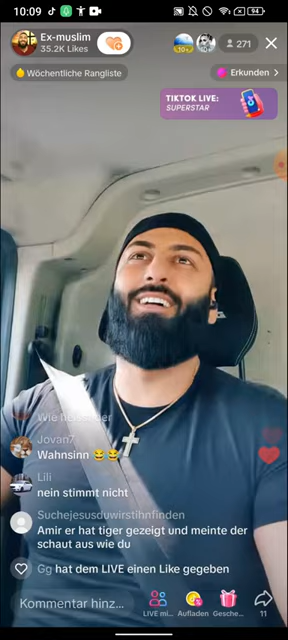 10:09
94
Ex-muslim
35.2K Likes
10+
271
Wöchentliche Rangliste
Erkunden >
TIKTOK LIVE:
SUPERSTAR
Jovan7
Wahnsinn 😂😂
Lili
nein stimmt nicht
Suchejesusduwirstihnfinden
Amir er hat tiger gezeigt und meinte der
schaut aus wie du
Gg hat dem LIVE einen Like gegeben
Kommentar hinz...
LIVE mi...
Aufladen
Gesche...
11